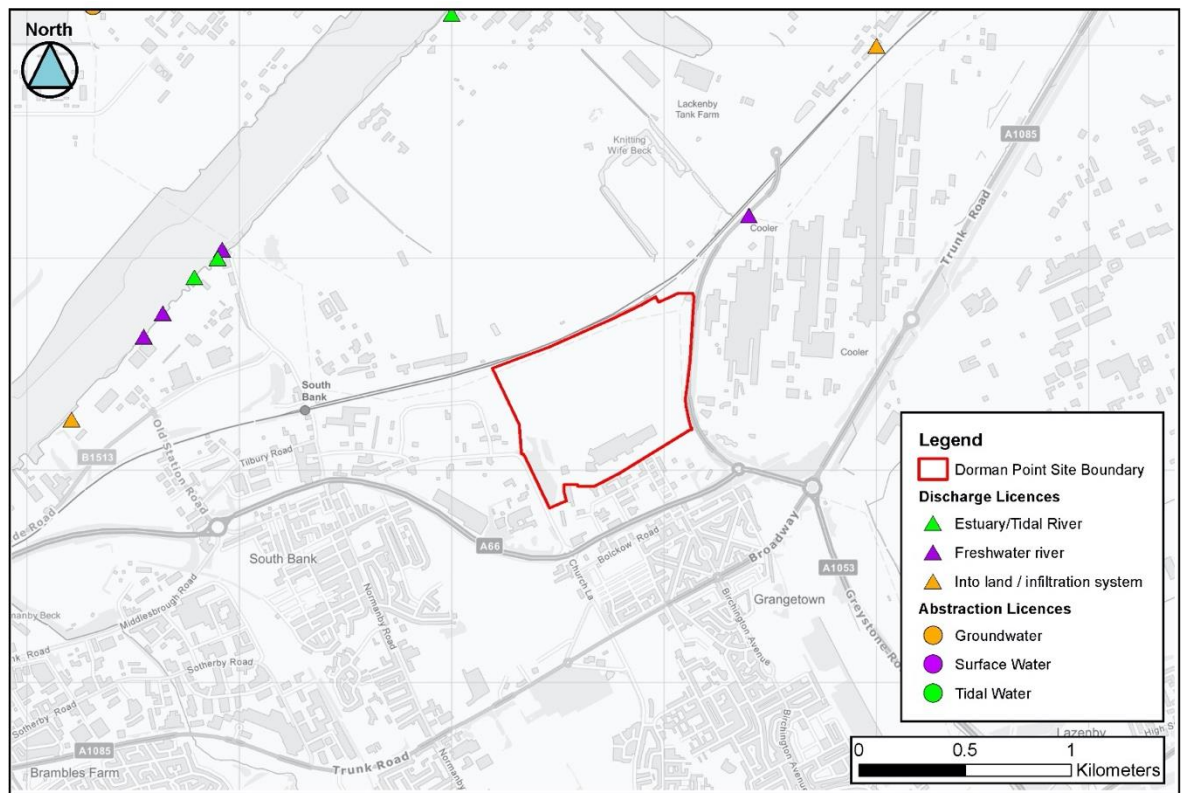 North
Lackenby
Tank Farm
Knitting
Wife Beck
A1085
Trunk Road
Cooler
Cooler
South
Bank
B1513
Old Station Road
Tilbury Road
de Road
A66
South Bank
Bolckow Road
Broadway
A1053
Church La
Grangetown
Greystone Ro
Normanby Road
Birchington Avenue
manby Beck
Middlesbrough Road
nk Road
Sotherby Road
Sotherby Road
A1085
Trunk Road
Normanby
Birchington Avenue
Brambles Farm
Lazenby
High S
Legend
Dorman Point Site Boundary
Discharge Licences
Estuary/Tidal River
Freshwater river
Into land / infiltration system
Abstraction Licences
Groundwater
Surface Water
Tidal Water
0 0.5 1
Kilometers